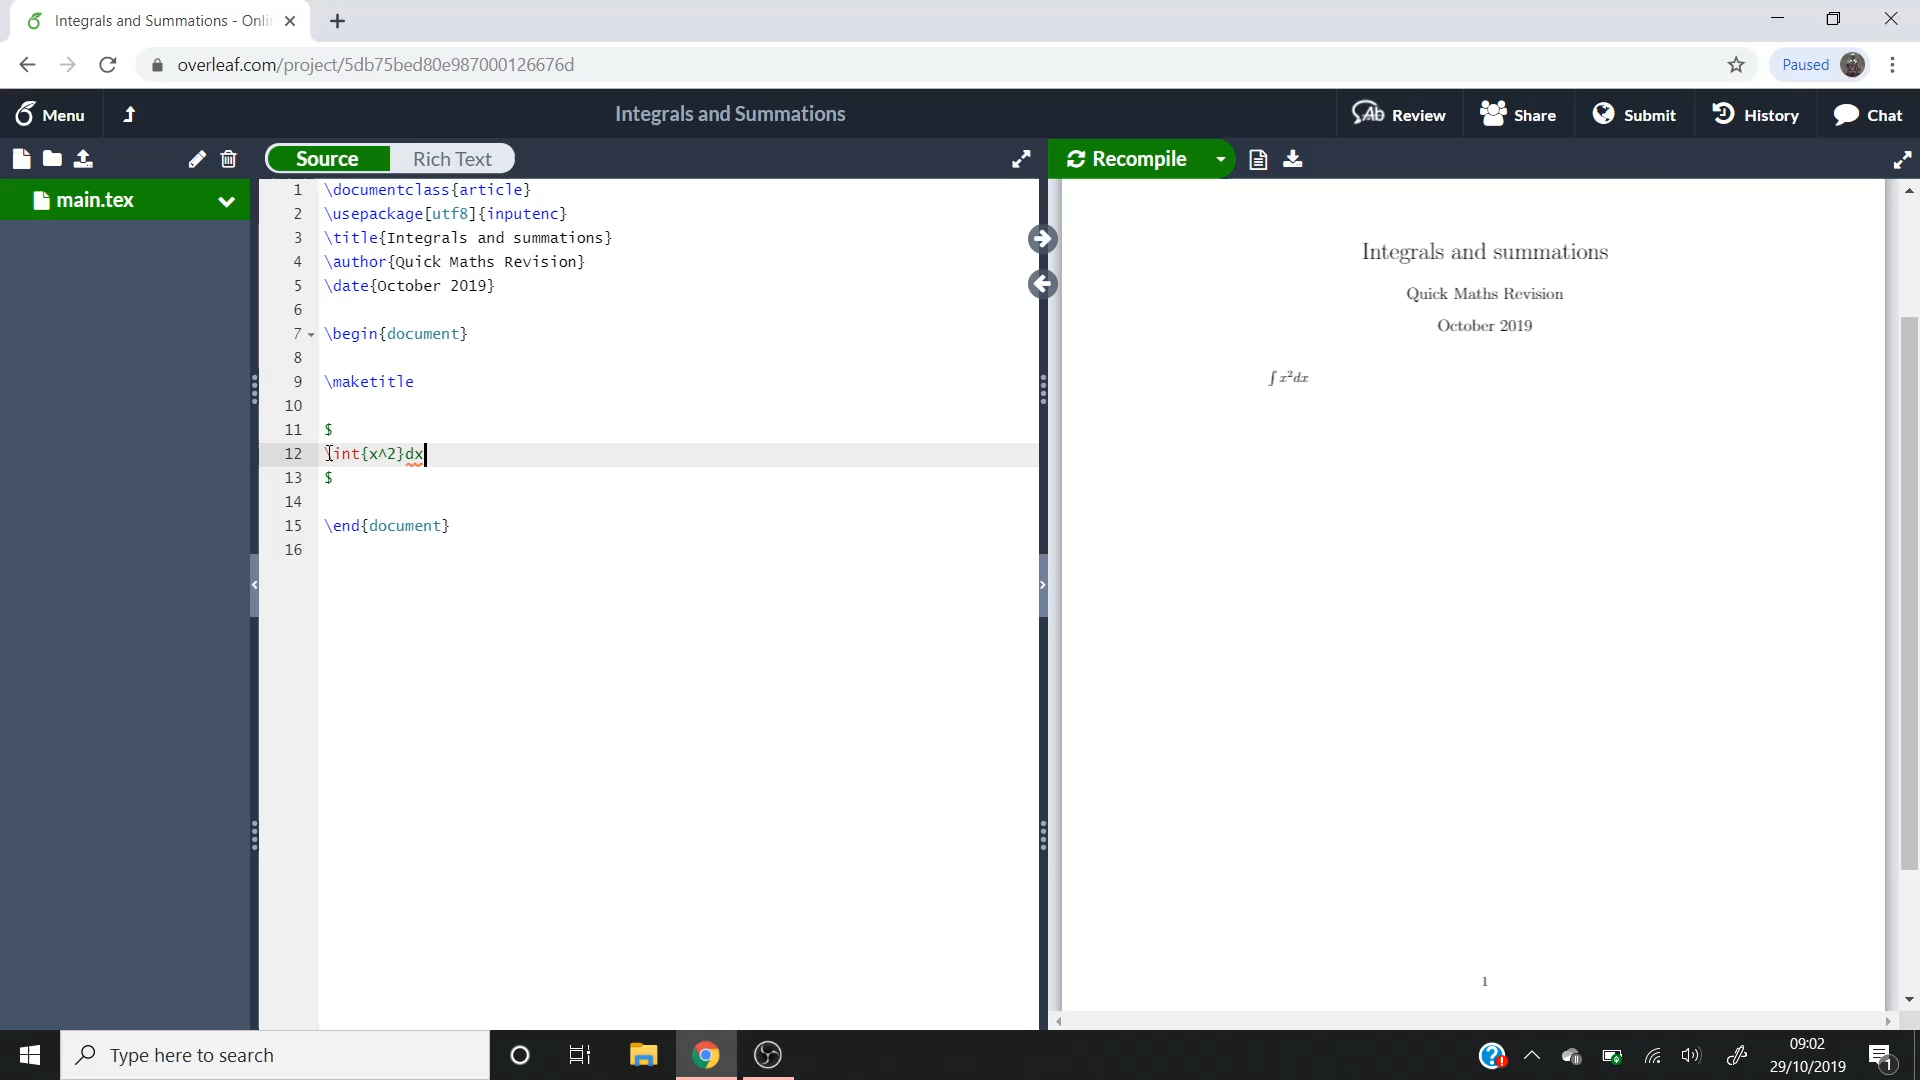 Integrals and Summations - Onli
overleaf.com/project/5db75bed80e9870001 26676d
Paused
Menu
Integrals and Summations
Ab Review
Share
Submit
History
Chat
Source
Rich Text
Recompile
main.tex
1 \documentclass{article}
2 \usepackage[utf8]{inputenc}
3 \title{Integrals and summations}
4 \author{Quick Maths Revision}
5 \date{October 2019}
6
7 \begin{document}
8
9 \maketitle
10
11 $
12 \int{x^2}dx
13 $
14
15 \end{document}
16
Integrals and summations
Quick Maths Revision
October 2019
∫ x²dx
1
Type here to search
09:02
29/10/2019
1